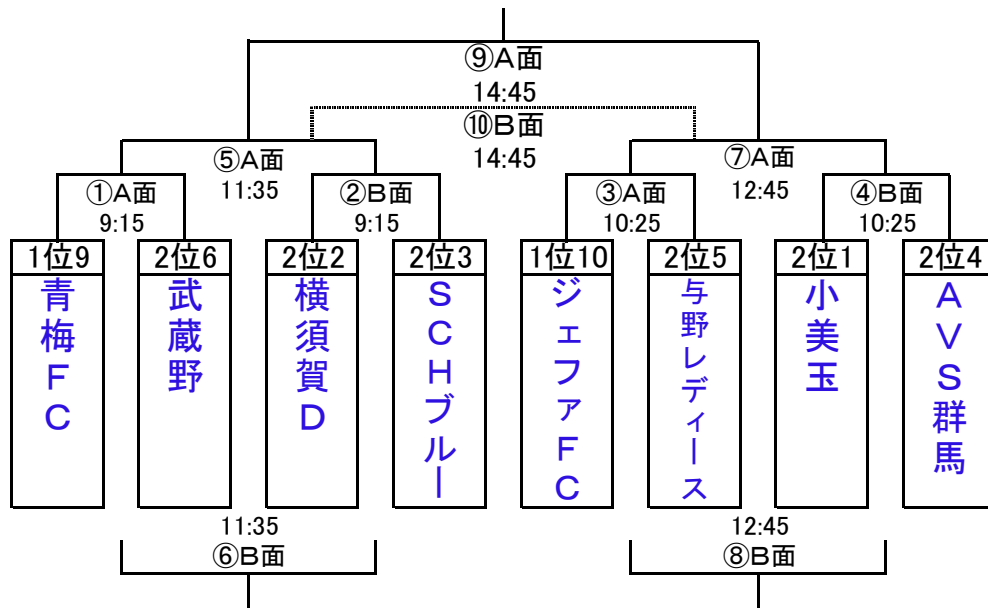 ⑨A面
14:45
⑩B面
14:45
⑤A面
11:35
⑦A面
12:45
①A面
9:15
②B面
9:15
③A面
10:25
④B面
10:25
1位9
2位6
2位2
2位3
1位10
2位5
2位1
2位4
青梅FC
武蔵野
横須賀D
SCHブルー
ジェファFC
与野レディース
小美玉
AVS群馬
11:35
⑥B面
12:45
⑧B面